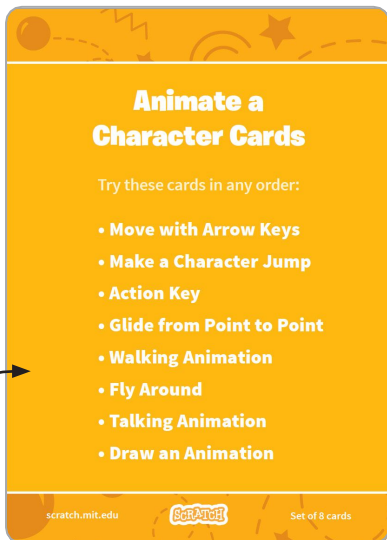 Animate a
Character Cards
Try these cards in any order:
• Move with Arrow Keys
• Make a Character Jump
• Action Key
• Glide from Point to Point
• Walking Animation
• Fly Around
• Talking Animation
• Draw an Animation
scratch.mit.edu SCRATCH Set of 8 cards